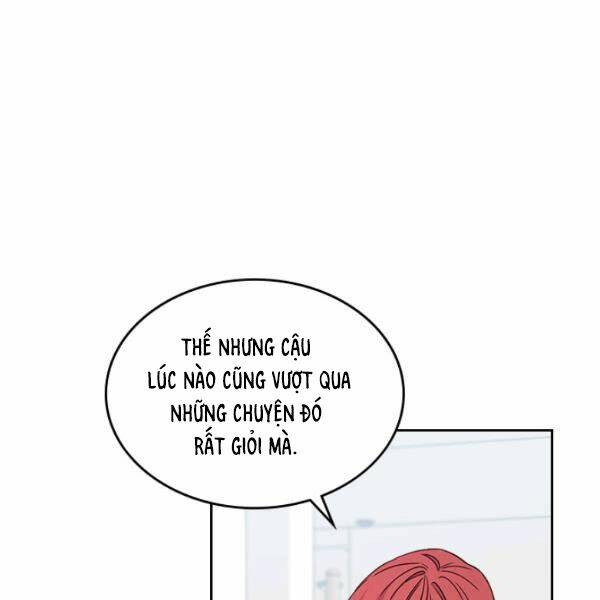 THẾ NHƯNG CẬU
LÚC NÀO CŨNG VƯỢT QUA
NHỮNG CHUYỆN ĐÓ
RẤT GIỎI MÀ.